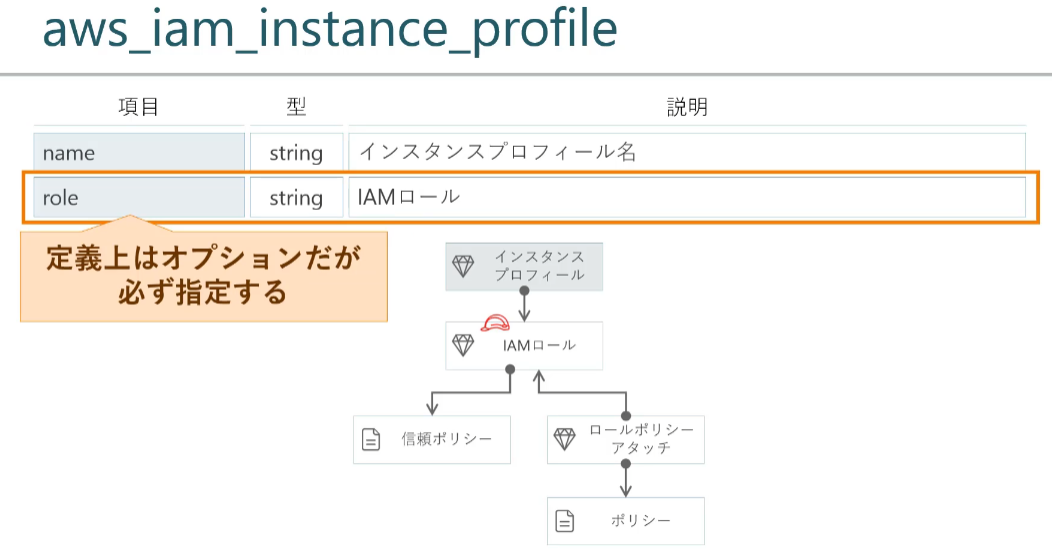 aws_iam_instance_profile
項目 型 説明
name string インスタンスプロフィール名
role string IAMロール
定義上はオプションだが
必ず指定する
インスタンス
プロフィール
IAMロール
信頼ポリシー
ロールポリシー
アタッチ
ポリシー